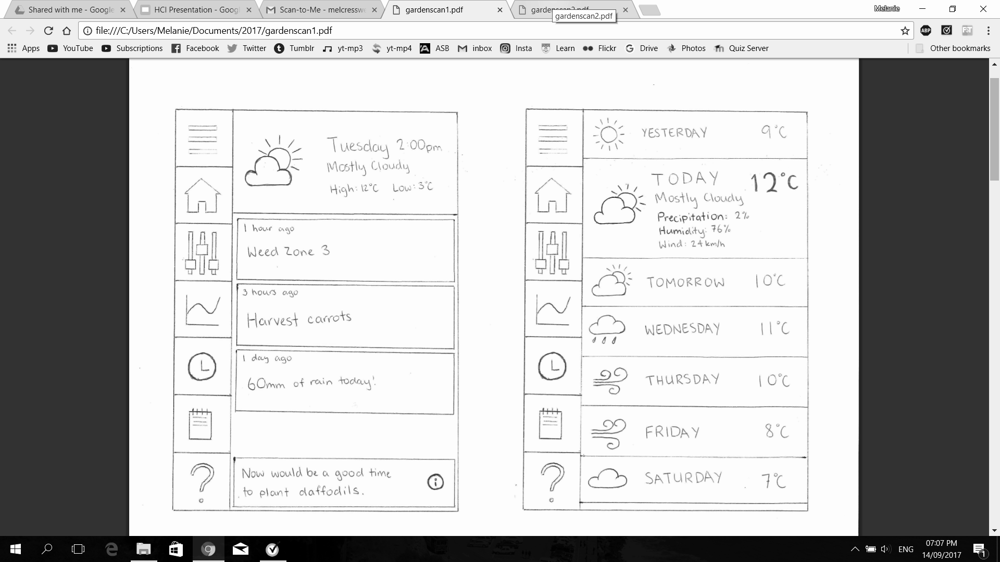 Shared with me - Google
HCI Presentation - Googl
Scan-to-Me - melcresswe
gardenscan1.pdf
gardenscan2.pdf
Melanie
gardenscan2.pdf
file:///C:/Users/Melanie/Documents/2017/gardenscan1.pdf
ABP
Apps YouTube Subscriptions Facebook Twitter Tumblr yt-mp3 yt-mp4 ASB inbox Insta Learn Flickr Drive Photos Quiz Server Other bookmarks
Tuesday 2:00pm
Mostly Cloudy
High: 12°C Low: 3°C
1 hour ago
Weed Zone 3
3 hours ago
Harvest carrots
1 day ago
60mm of rain today!
Now would be a good time
to plant daffodils.
i
?
YESTERDAY 9°C
TODAY 12°C
Mostly Cloudy
Precipitation: 2%
Humidity: 76%
Wind: 24 km/h
TOMORROW 10°C
WEDNESDAY 11°C
THURSDAY 10°C
FRIDAY 8°C
SATURDAY 7°C
?
ENG
07:07 PM
14/09/2017
1